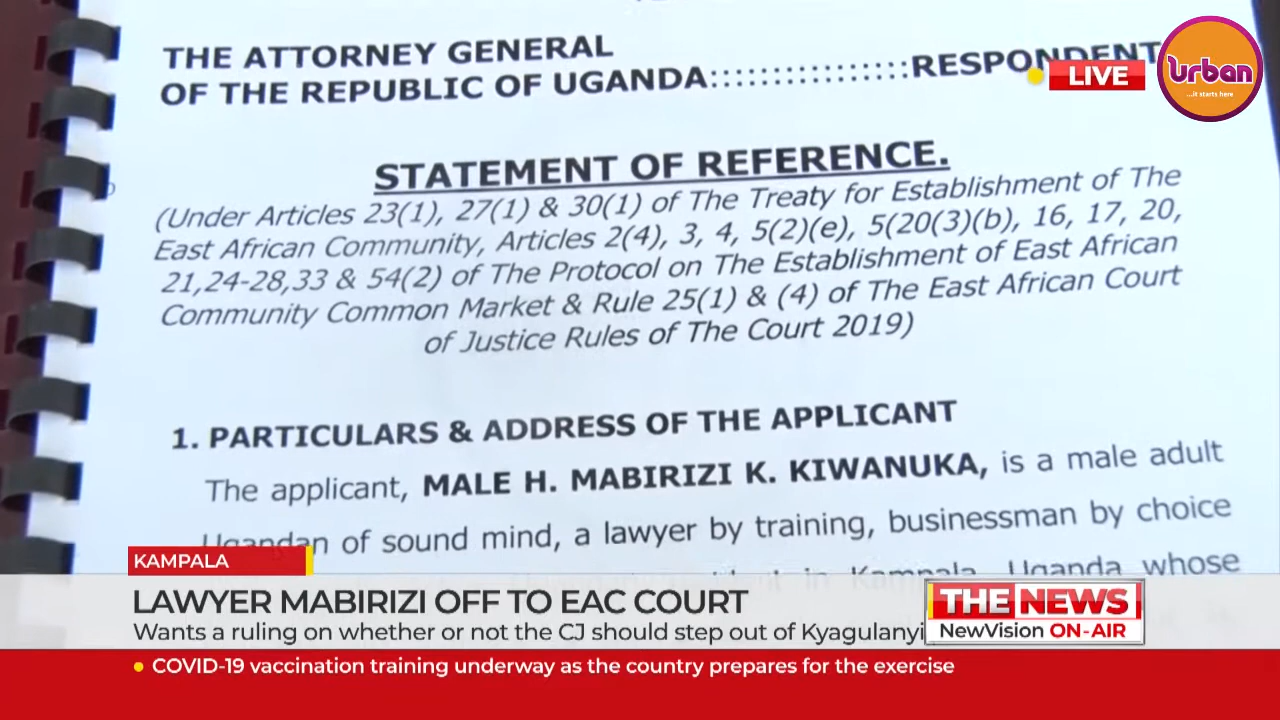 THE ATTORNEY GENERAL
OF THE REPUBLIC OF UGANDA::::::::::::::::RESPONDENT
LIVE
urban
...it starts here
STATEMENT OF REFERENCE.
(Under Articles 23(1), 27(1) & 30(1) of The Treaty for Establishment of The
East African Community, Articles 2(4), 3, 4, 5(2)(e), 5(20(3)(b), 16, 17, 20,
21,24-28,33 & 54(2) of The Protocol on The Establishment of East African
Community Common Market & Rule 25(1) & (4) of The East African Court
of Justice Rules of The Court 2019)
1. PARTICULARS & ADDRESS OF THE APPLICANT
The applicant, MALE H. MABIRIZI K. KIWANUKA, is a male adult
Ugandan of sound mind, a lawyer by training, businessman by choice
in Kampala, Uganda whose
KAMPALA
LAWYER MABIRIZI OFF TO EAC COURT
Wants a ruling on whether or not the CJ should step out of Kyagulanyi
THE NEWS
NewVision ON-AIR
COVID-19 vaccination training underway as the country prepares for the exercise